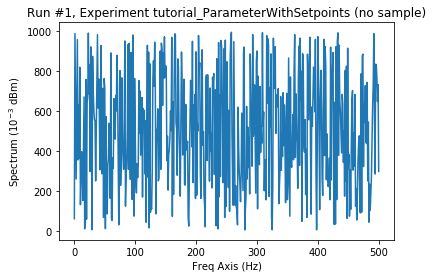 Run #1, Experiment tutorial_ParameterWithSetpoints (no sample)
1000
800
600
400
200
0
Spectrum (10⁻³ dBm)
0 100 200 300 400 500
Freq Axis (Hz)